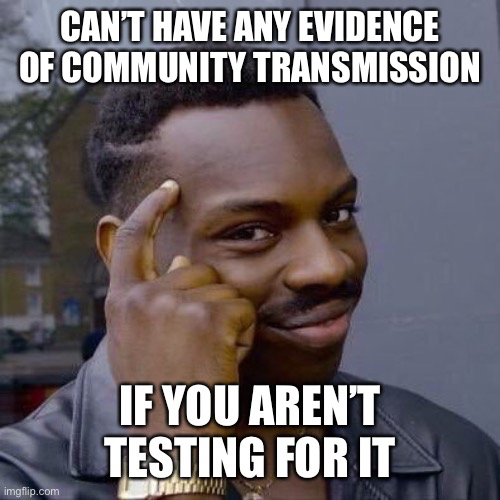 CAN’T HAVE ANY EVIDENCE
OF COMMUNITY TRANSMISSION
IF YOU AREN’T
TESTING FOR IT
imgflip.com